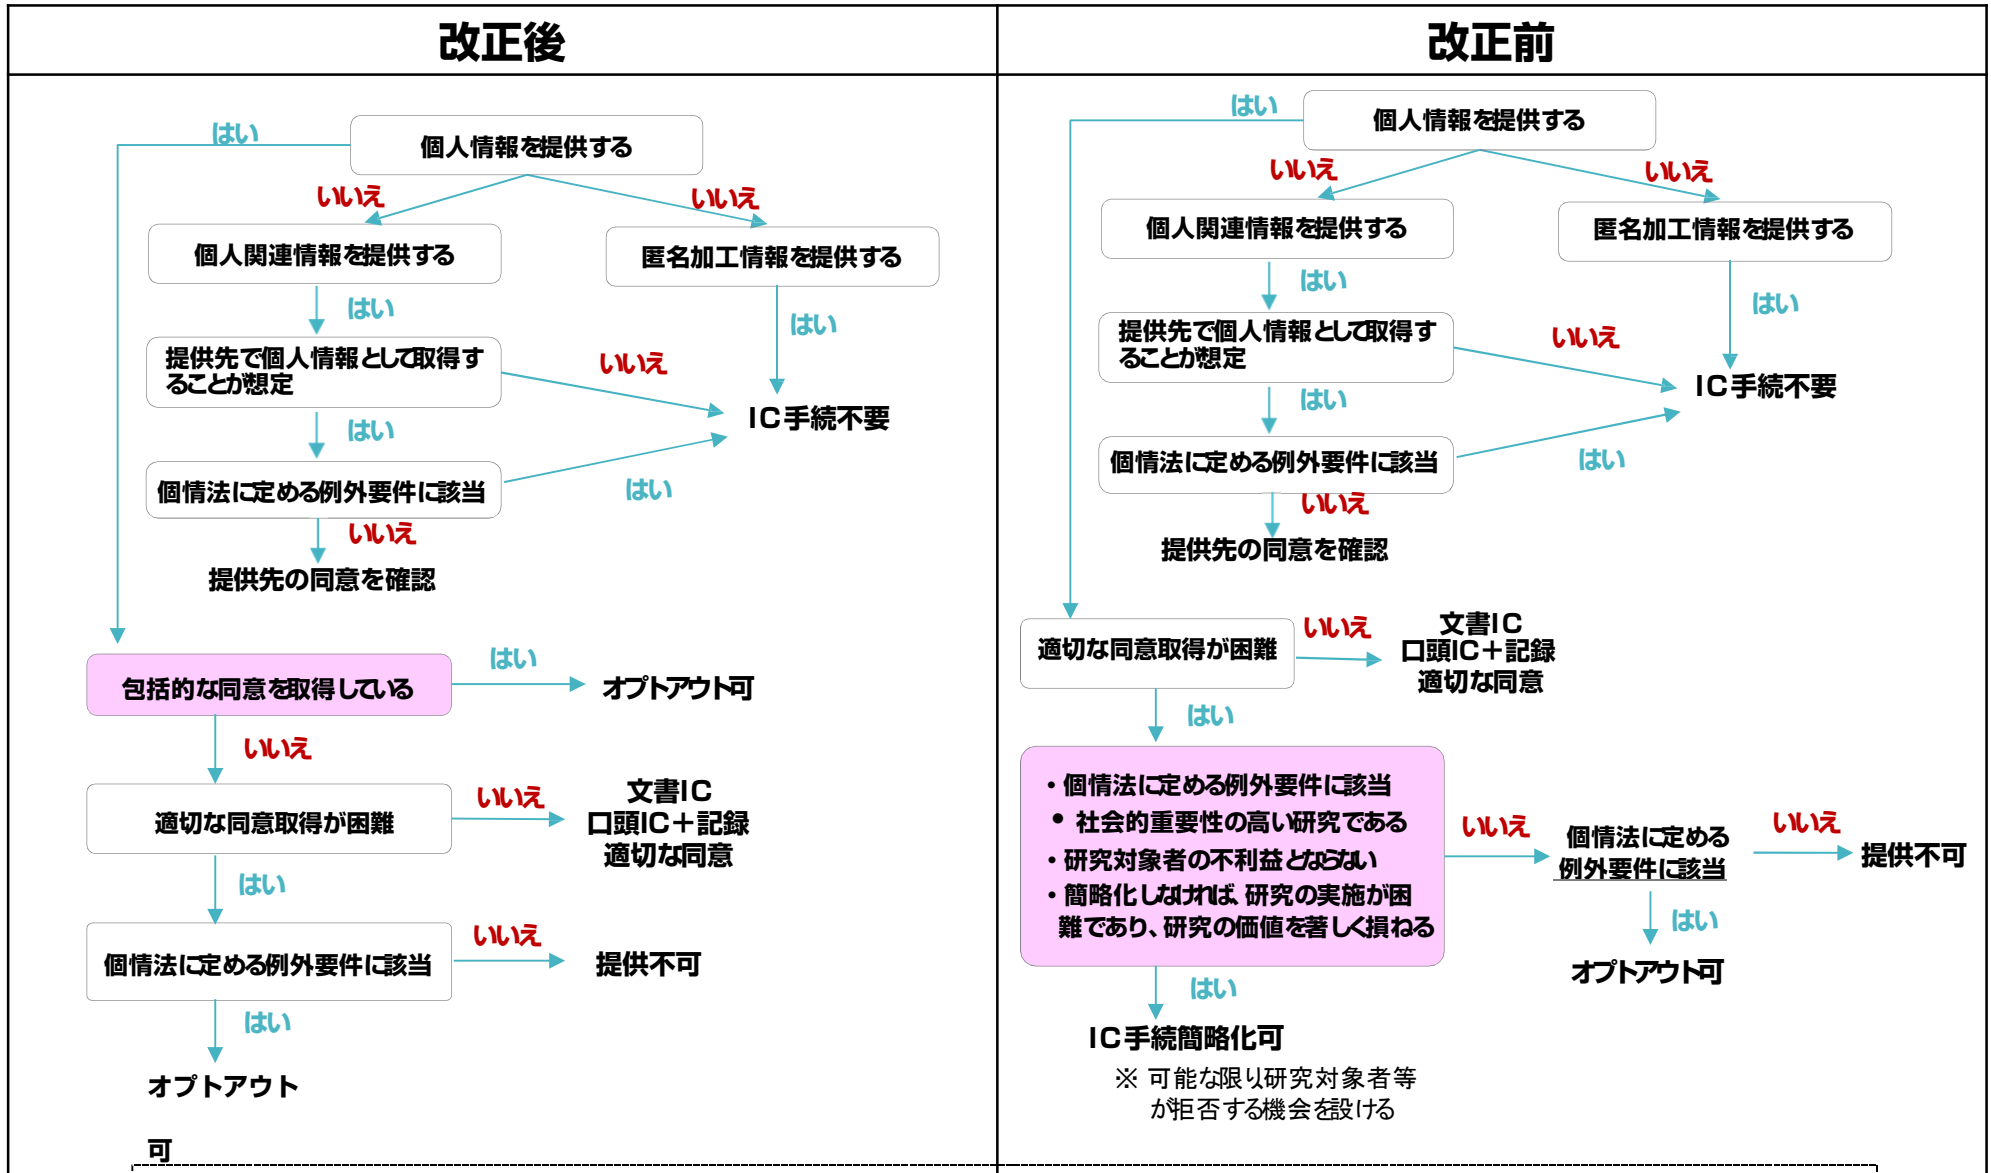 改正後
はい
個人情報を提供する
いいえ
いいえ
個人関連情報を提供する
匿名加工情報を提供する
はい
はい
提供先で個人情報として取得す
ることが想定
いいえ
IC手続不要
はい
個情法に定める例外要件に該当
はい
いいえ
提供先の同意を確認
包括的な同意を取得している
はい
オプトアウト可
いいえ
適切な同意取得が困難
いいえ
文書IC
口頭IC＋記録
適切な同意
はい
個情法に定める例外要件に該当
いいえ
提供不可
はい
オプトアウト
可
改正前
はい
個人情報を提供する
いいえ
いいえ
個人関連情報を提供する
匿名加工情報を提供する
はい
はい
提供先で個人情報として取得す
ることが想定
いいえ
IC手続不要
はい
個情法に定める例外要件に該当
はい
いいえ
提供先の同意を確認
適切な同意取得が困難
いいえ
文書IC
口頭IC＋記録
適切な同意
はい
・個情法に定める例外要件に該当
• 社会的重要性の高い研究である
・研究対象者の不利益とならない
・簡略化しなければ、研究の実施が困
難であり、研究の価値を著しく損ねる
いいえ
個情法に定める
例外要件に該当
いいえ
提供不可
はい
オプトアウト可
はい
IC手続簡略化可
※ 可能な限り研究対象者等
が拒否する機会を設ける